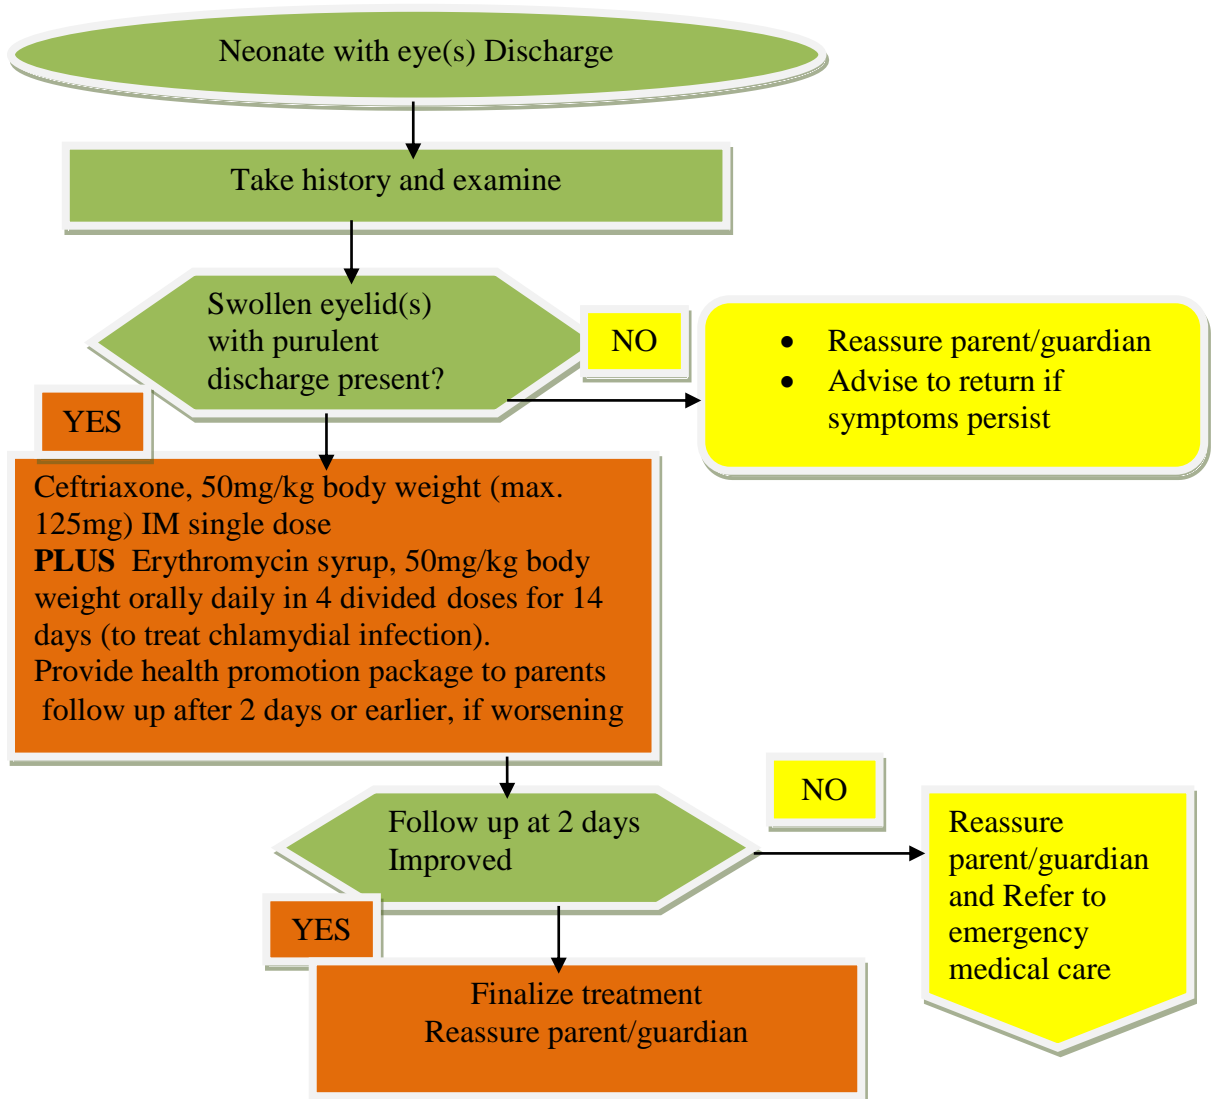 Neonate with eye(s) Discharge
Take history and examine
Swollen eyelid(s)
with purulent
discharge present?
NO
• Reassure parent/guardian
• Advise to return if
symptoms persist
YES
Ceftriaxone, 50mg/kg body weight (max.
125mg) IM single dose
PLUS Erythromycin syrup, 50mg/kg body
weight orally daily in 4 divided doses for 14
days (to treat chlamydial infection).
Provide health promotion package to parents
follow up after 2 days or earlier, if worsening
Follow up at 2 days
Improved
NO
Reassure
parent/guardian
and Refer to
emergency
medical care
YES
Finalize treatment
Reassure parent/guardian